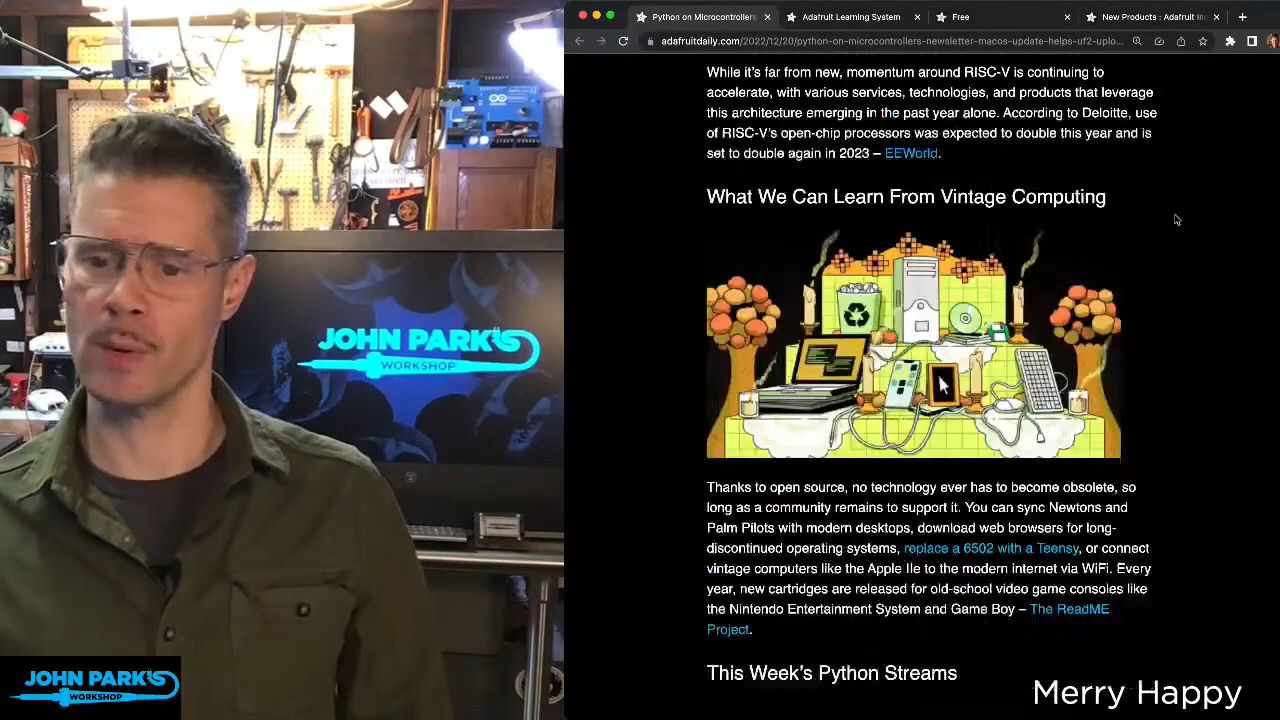 Python on Microcontrollers
Adafruit Learning System
Free
New Products : Adafruit In
adafruitdaily.com/2022/12/20/python-on-microcontrollers-newsletter-macos-update-helps-uf2-uplo...
While it's far from new, momentum around RISC-V is continuing to
accelerate, with various services, technologies, and products that leverage
this architecture emerging in the past year alone. According to Deloitte, use
of RISC-V's open-chip processors was expected to double this year and is
set to double again in 2023 – EEWorld.
What We Can Learn From Vintage Computing
Thanks to open source, no technology ever has to become obsolete, so
long as a community remains to support it. You can sync Newtons and
Palm Pilots with modern desktops, download web browsers for long-
discontinued operating systems, replace a 6502 with a Teensy, or connect
vintage computers like the Apple IIe to the modern internet via WiFi. Every
year, new cartridges are released for old-school video game consoles like
the Nintendo Entertainment System and Game Boy – The ReadME
Project.
This Week's Python Streams
Merry Happy
JOHN PARK'S
WORKSHOP
JOHN PARK'S
WORKSHOP